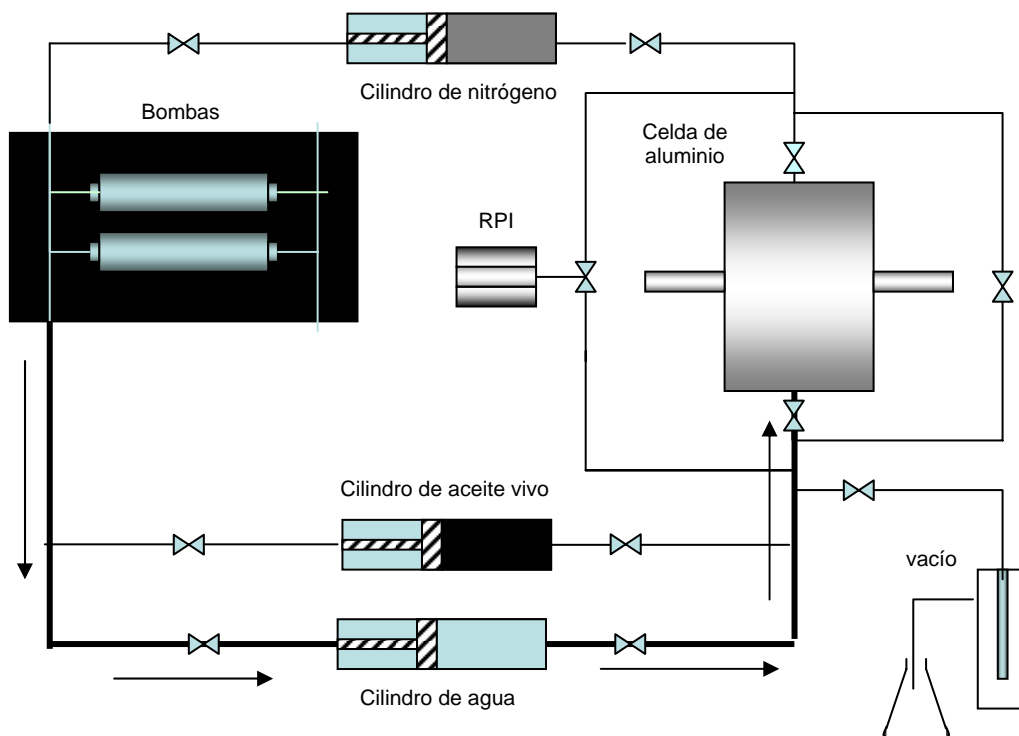 Cilindro de nitrógeno
Bombas
Celda de
aluminio
RPI
Cilindro de aceite vivo
vacío
Cilindro de agua